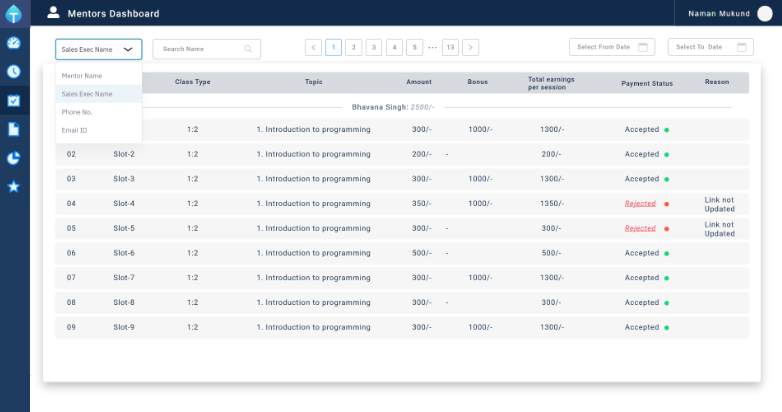 Mentors Dashboard
Naman Mukund
Sales Exec Name
Search Name
< 1 2 3 4 5 ··· 13 >
Select From Date
Select To Date
Mentor Name
Sales Exec Name
Phone No.
Email ID
Class Type Topic Amount Bonus Total earnings per session Payment Status Reason
Bhavana Singh: 2500/-
1:2 1. Introduction to programming 300/- 1000/- 1300/- Accepted
02 Slot-2 1:2 1. Introduction to programming 200/- - 200/- Accepted
03 Slot-3 1:2 1. Introduction to programming 300/- 1000/- 1300/- Accepted
04 Slot-4 1:2 1. Introduction to programming 350/- 1000/- 1350/- Rejected Link not Updated
05 Slot-5 1:2 1. Introduction to programming 300/- - 300/- Rejected Link not Updated
06 Slot-6 1:2 1. Introduction to programming 500/- - 500/- Accepted
07 Slot-7 1:2 1. Introduction to programming 300/- 1000/- 1300/- Accepted
08 Slot-8 1:2 1. Introduction to programming 300/- - 300/- Accepted
09 Slot-9 1:2 1. Introduction to programming 300/- 1000/- 1300/- Accepted